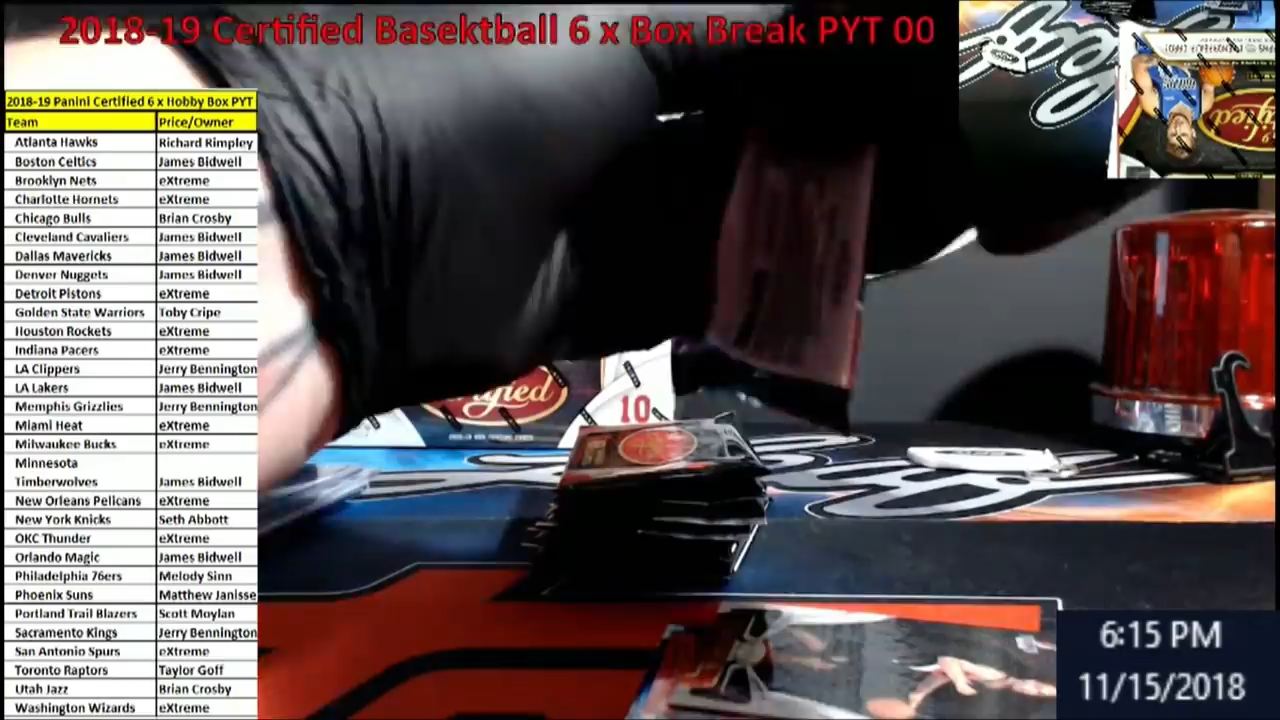 2018-19 Certified Basektball 6 x Box Break PYT 00
2018-19 Panini Certified 6 x Hobby Box PYT
Team Price/Owner
Atlanta Hawks Richard Rimpley
Boston Celtics James Bidwell
Brooklyn Nets eXtreme
Charlotte Hornets eXtreme
Chicago Bulls Brian Crosby
Cleveland Cavaliers James Bidwell
Dallas Mavericks James Bidwell
Denver Nuggets James Bidwell
Detroit Pistons eXtreme
Golden State Warriors Toby Cripe
Houston Rockets eXtreme
Indiana Pacers eXtreme
LA Clippers Jerry Bennington
LA Lakers James Bidwell
Memphis Grizzlies Jerry Bennington
Miami Heat eXtreme
Milwaukee Bucks eXtreme
Minnesota
Timberwolves James Bidwell
New Orleans Pelicans eXtreme
New York Knicks Seth Abbott
OKC Thunder eXtreme
Orlando Magic James Bidwell
Philadelphia 76ers Melody Sinn
Phoenix Suns Matthew Janisse
Portland Trail Blazers Scott Moylan
Sacramento Kings Jerry Bennington
San Antonio Spurs eXtreme
Toronto Raptors Taylor Goff
Utah Jazz Brian Crosby
Washington Wizards eXtreme
10
6:15 PM
11/15/2018